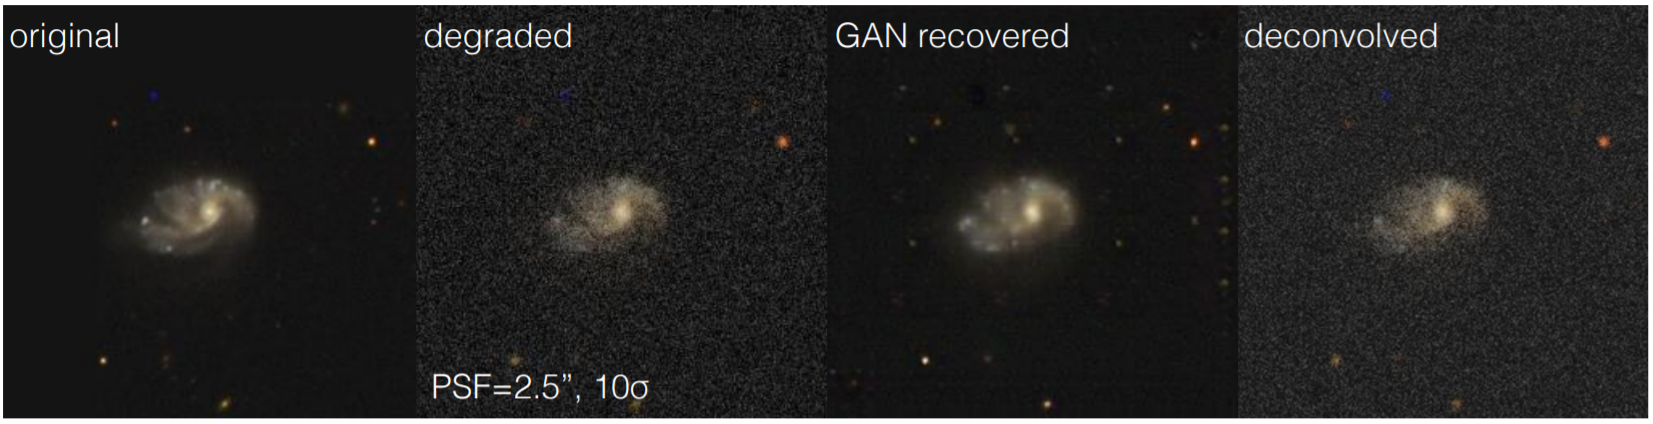 original
degraded
GAN recovered
deconvolved
PSF=2.5”, 10σ